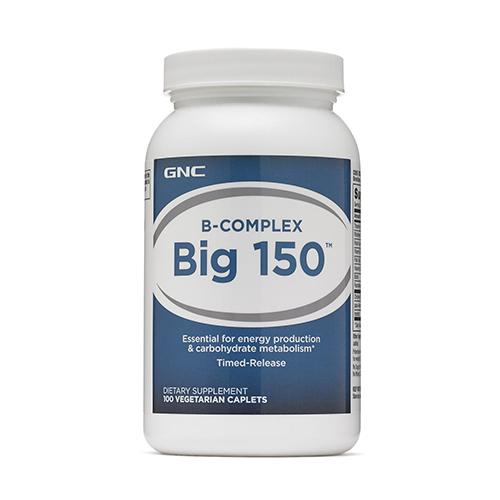 GNC
B-COMPLEX
Big 150™
Essential for energy production
& carbohydrate metabolism*
Timed-Release
DIETARY SUPPLEMENT
100 VEGETARIAN CAPLETS